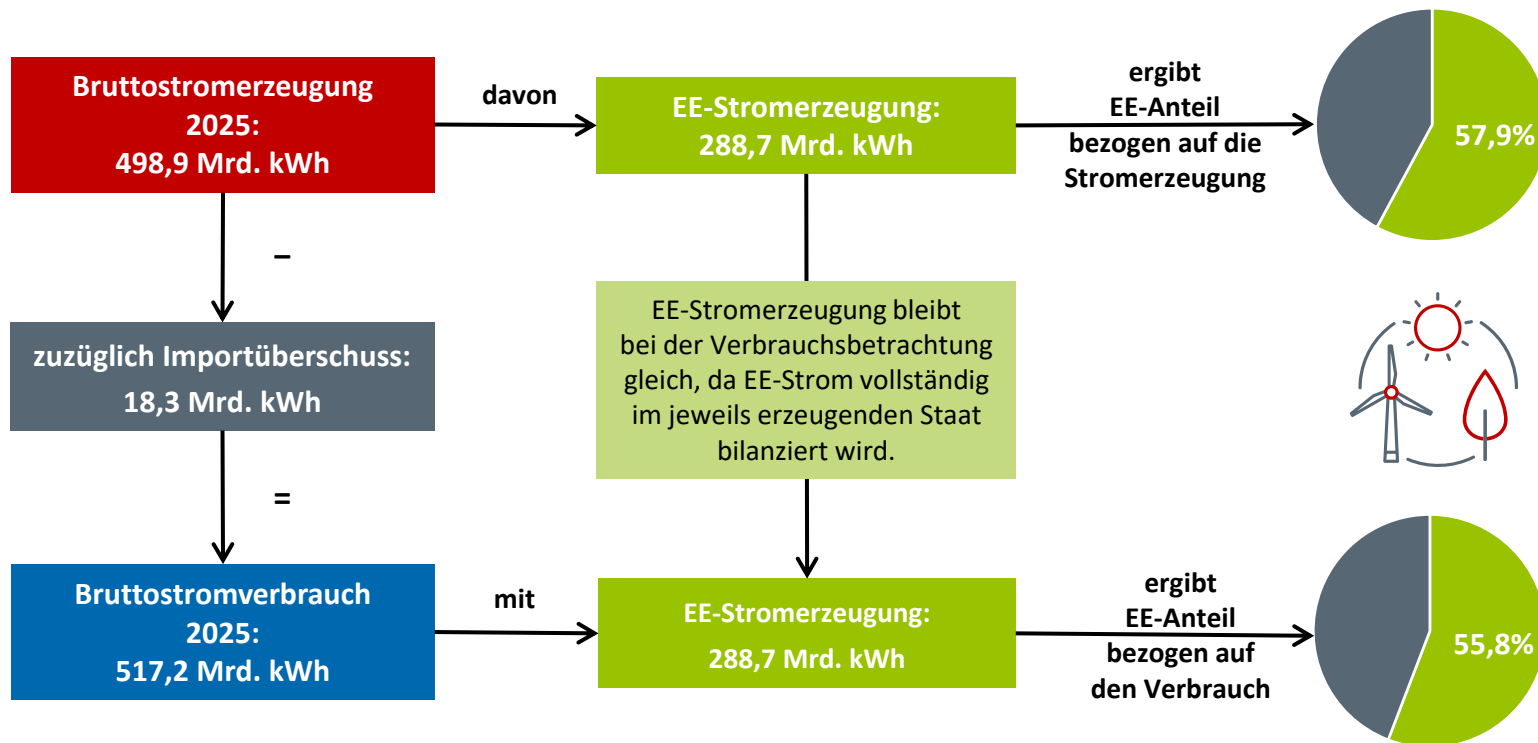 Bruttostromerzeugung
2025:
498,9 Mrd. kWh
davon
EE-Stromerzeugung:
288,7 Mrd. kWh
ergibt
EE-Anteil
bezogen auf die
Stromerzeugung
57,9%
–
zuzüglich Importüberschuss:
18,3 Mrd. kWh
EE-Stromerzeugung bleibt
bei der Verbrauchsbetrachtung
gleich, da EE-Strom vollständig
im jeweils erzeugenden Staat
bilanziert wird.
=
Bruttostromverbrauch
2025:
517,2 Mrd. kWh
mit
EE-Stromerzeugung:
288,7 Mrd. kWh
ergibt
EE-Anteil
bezogen auf
den Verbrauch
55,8%